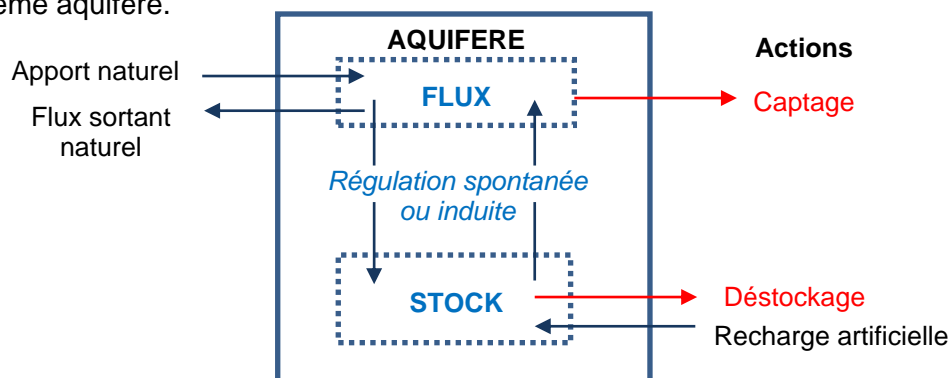 ème aquifère.
AQUIFERE
Actions
Apport naturel
FLUX
Captage
Flux sortant
naturel
Régulation spontanée
ou induite
STOCK
Déstockage
Recharge artificielle